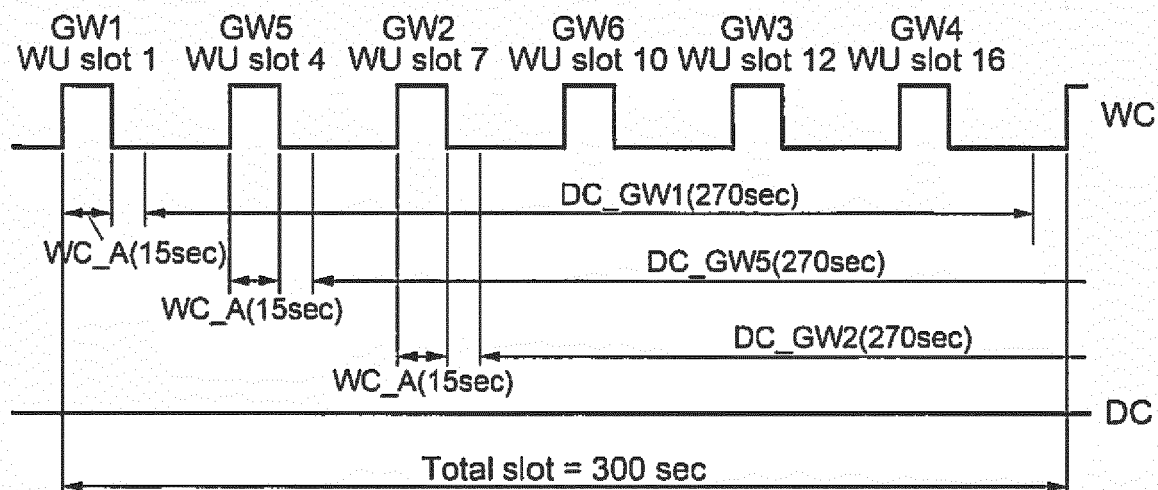 GW1 GW5 GW2 GW6 GW3 GW4
WU slot 1 WU slot 4 WU slot 7 WU slot 10 WU slot 12 WU slot 16
WC
DC_GW1(270sec)
WC_A(15sec)
DC_GW5(270sec)
WC_A(15sec)
DC_GW2(270sec)
WC_A(15sec)
DC
Total slot = 300 sec